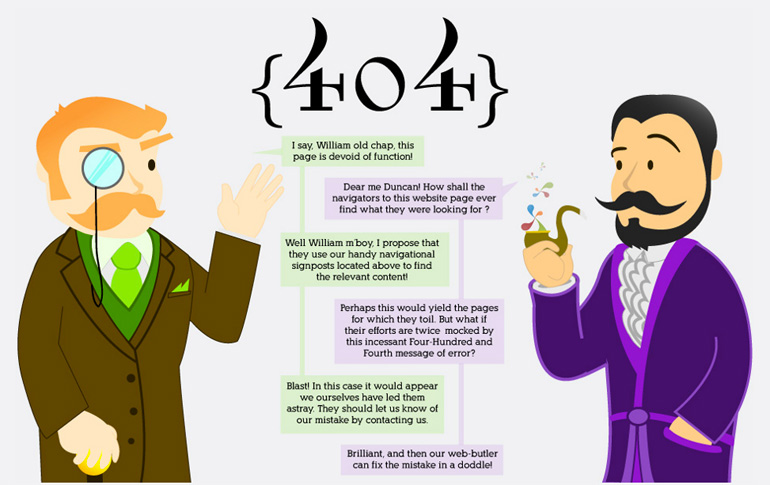 {404}
I say, William old chap, this
page is devoid of function!
Dear me Duncan! How shall the
navigators to this website page ever
find what they were looking for ?
Well William m'boy, I propose that
they use our handy navigational
signposts located above to find
the relevant content!
Perhaps this would yield the pages
for which they toil. But what if
their efforts are twice mocked by
this incessant Four-Hundred and
Fourth message of error?
Blast! In this case it would appear
we ourselves have led them
astray. They should let us know of
our mistake by contacting us.
Brilliant, and then our web-butler
can fix the mistake in a doddle!